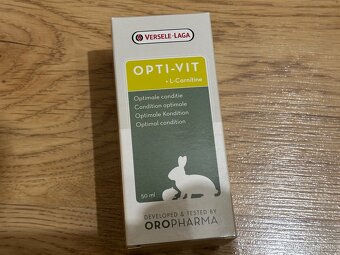 VERSELE-LAGA
OPTI-VIT
+ L-Carnitine
Optimale conditie
Condition optimale
Optimale Kondition
Optimal condition
50 ml
DEVELOPED & TESTED BY
OROPHARMA